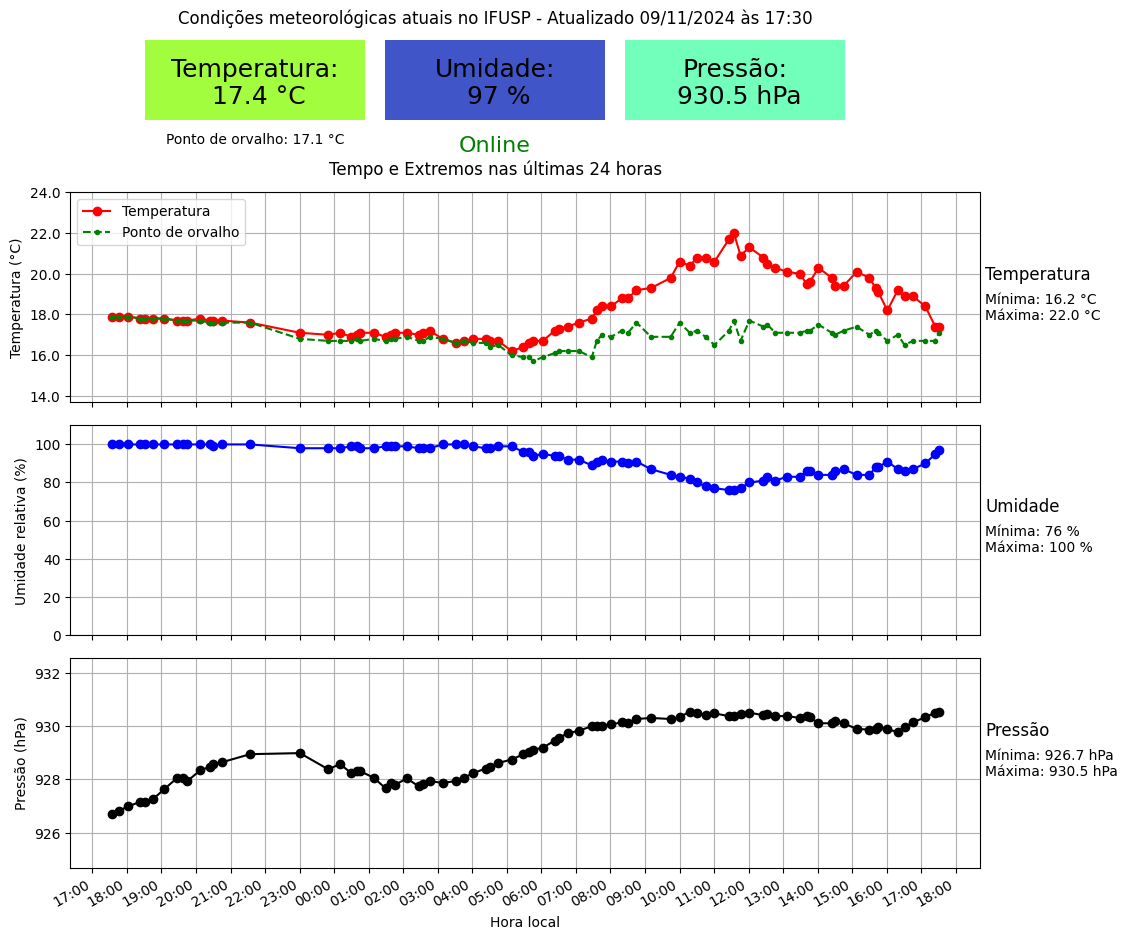 Condições meteorológicas atuais no IFUSP - Atualizado 09/11/2024 às 17:30
Temperatura:
17.4 °C
Umidade:
97 %
Pressão:
930.5 hPa
Ponto de orvalho: 17.1 °C
Online
Tempo e Extremos nas últimas 24 horas
Temperatura (°C)
24.0
22.0
20.0
18.0
16.0
14.0
Temperatura
Ponto de orvalho
Temperatura
Mínima: 16.2 °C
Máxima: 22.0 °C
Umidade relativa (%)
100
80
60
40
20
0
Umidade
Mínima: 76 %
Máxima: 100 %
Pressão (hPa)
932
930
928
926
Pressão
Mínima: 926.7 hPa
Máxima: 930.5 hPa
17:00 18:00 19:00 20:00 21:00 22:00 23:00 00:00 01:00 02:00 03:00 04:00 05:00 06:00 07:00 08:00 09:00 10:00 11:00 12:00 13:00 14:00 15:00 16:00 17:00 18:00
Hora local